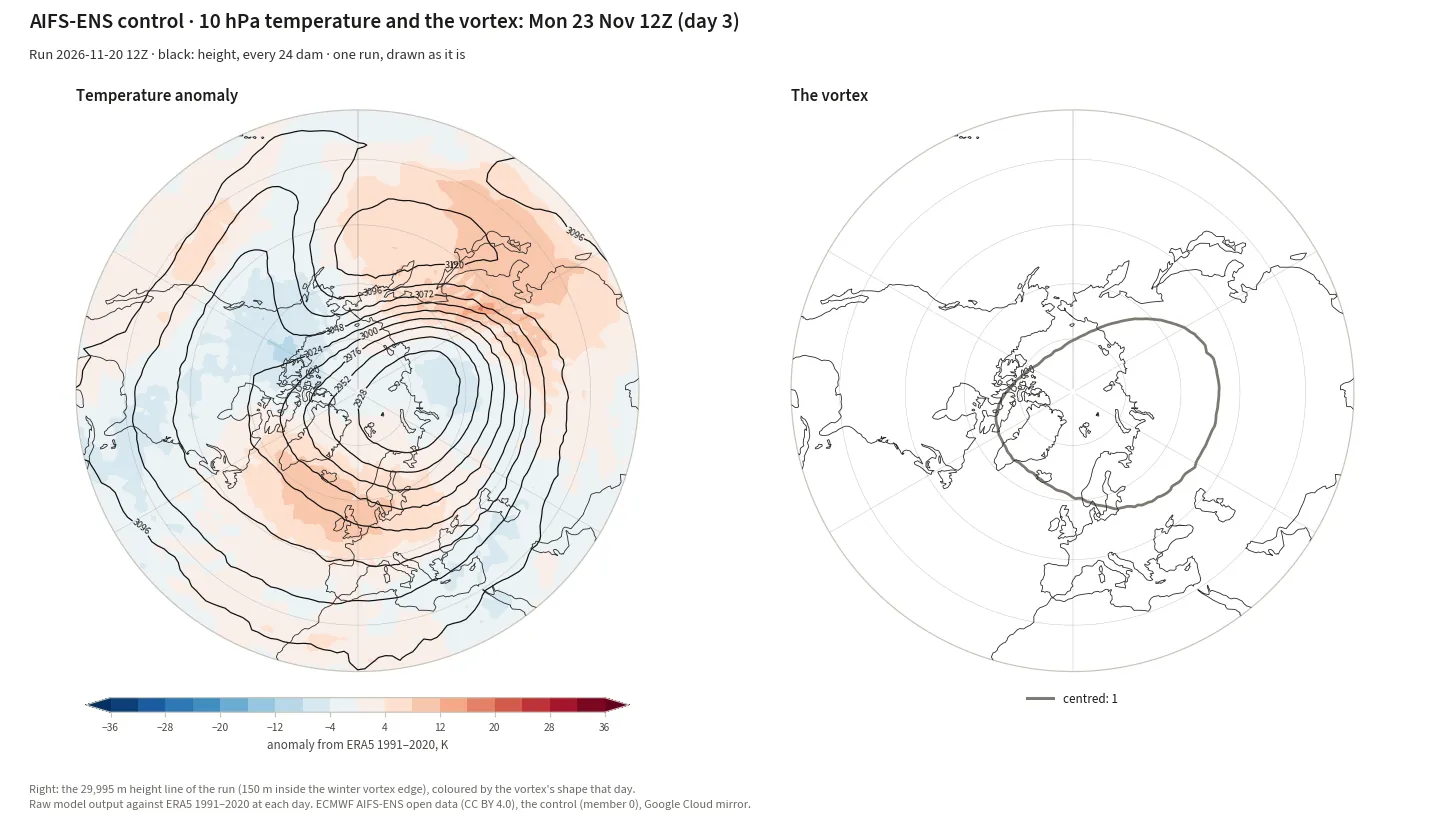 AIFS-ENS control · 10 hPa temperature and the vortex: Mon 23 Nov 12Z (day 3)
Run 2026-11-20 12Z · black: height, every 24 dam · one run, drawn as it is
Temperature anomaly
The vortex
3096
3120
3096
3072
3048
3000
3024
2976
2952
2928
3096
centred: 1
−36 −28 −20 −12 −4 4 12 20 28 36
anomaly from ERA5 1991–2020, K
Right: the 29,995 m height line of the run (150 m inside the winter vortex edge), coloured by the vortex's shape that day.
Raw model output against ERA5 1991–2020 at each day. ECMWF AIFS-ENS open data (CC BY 4.0), the control (member 0), Google Cloud mirror.